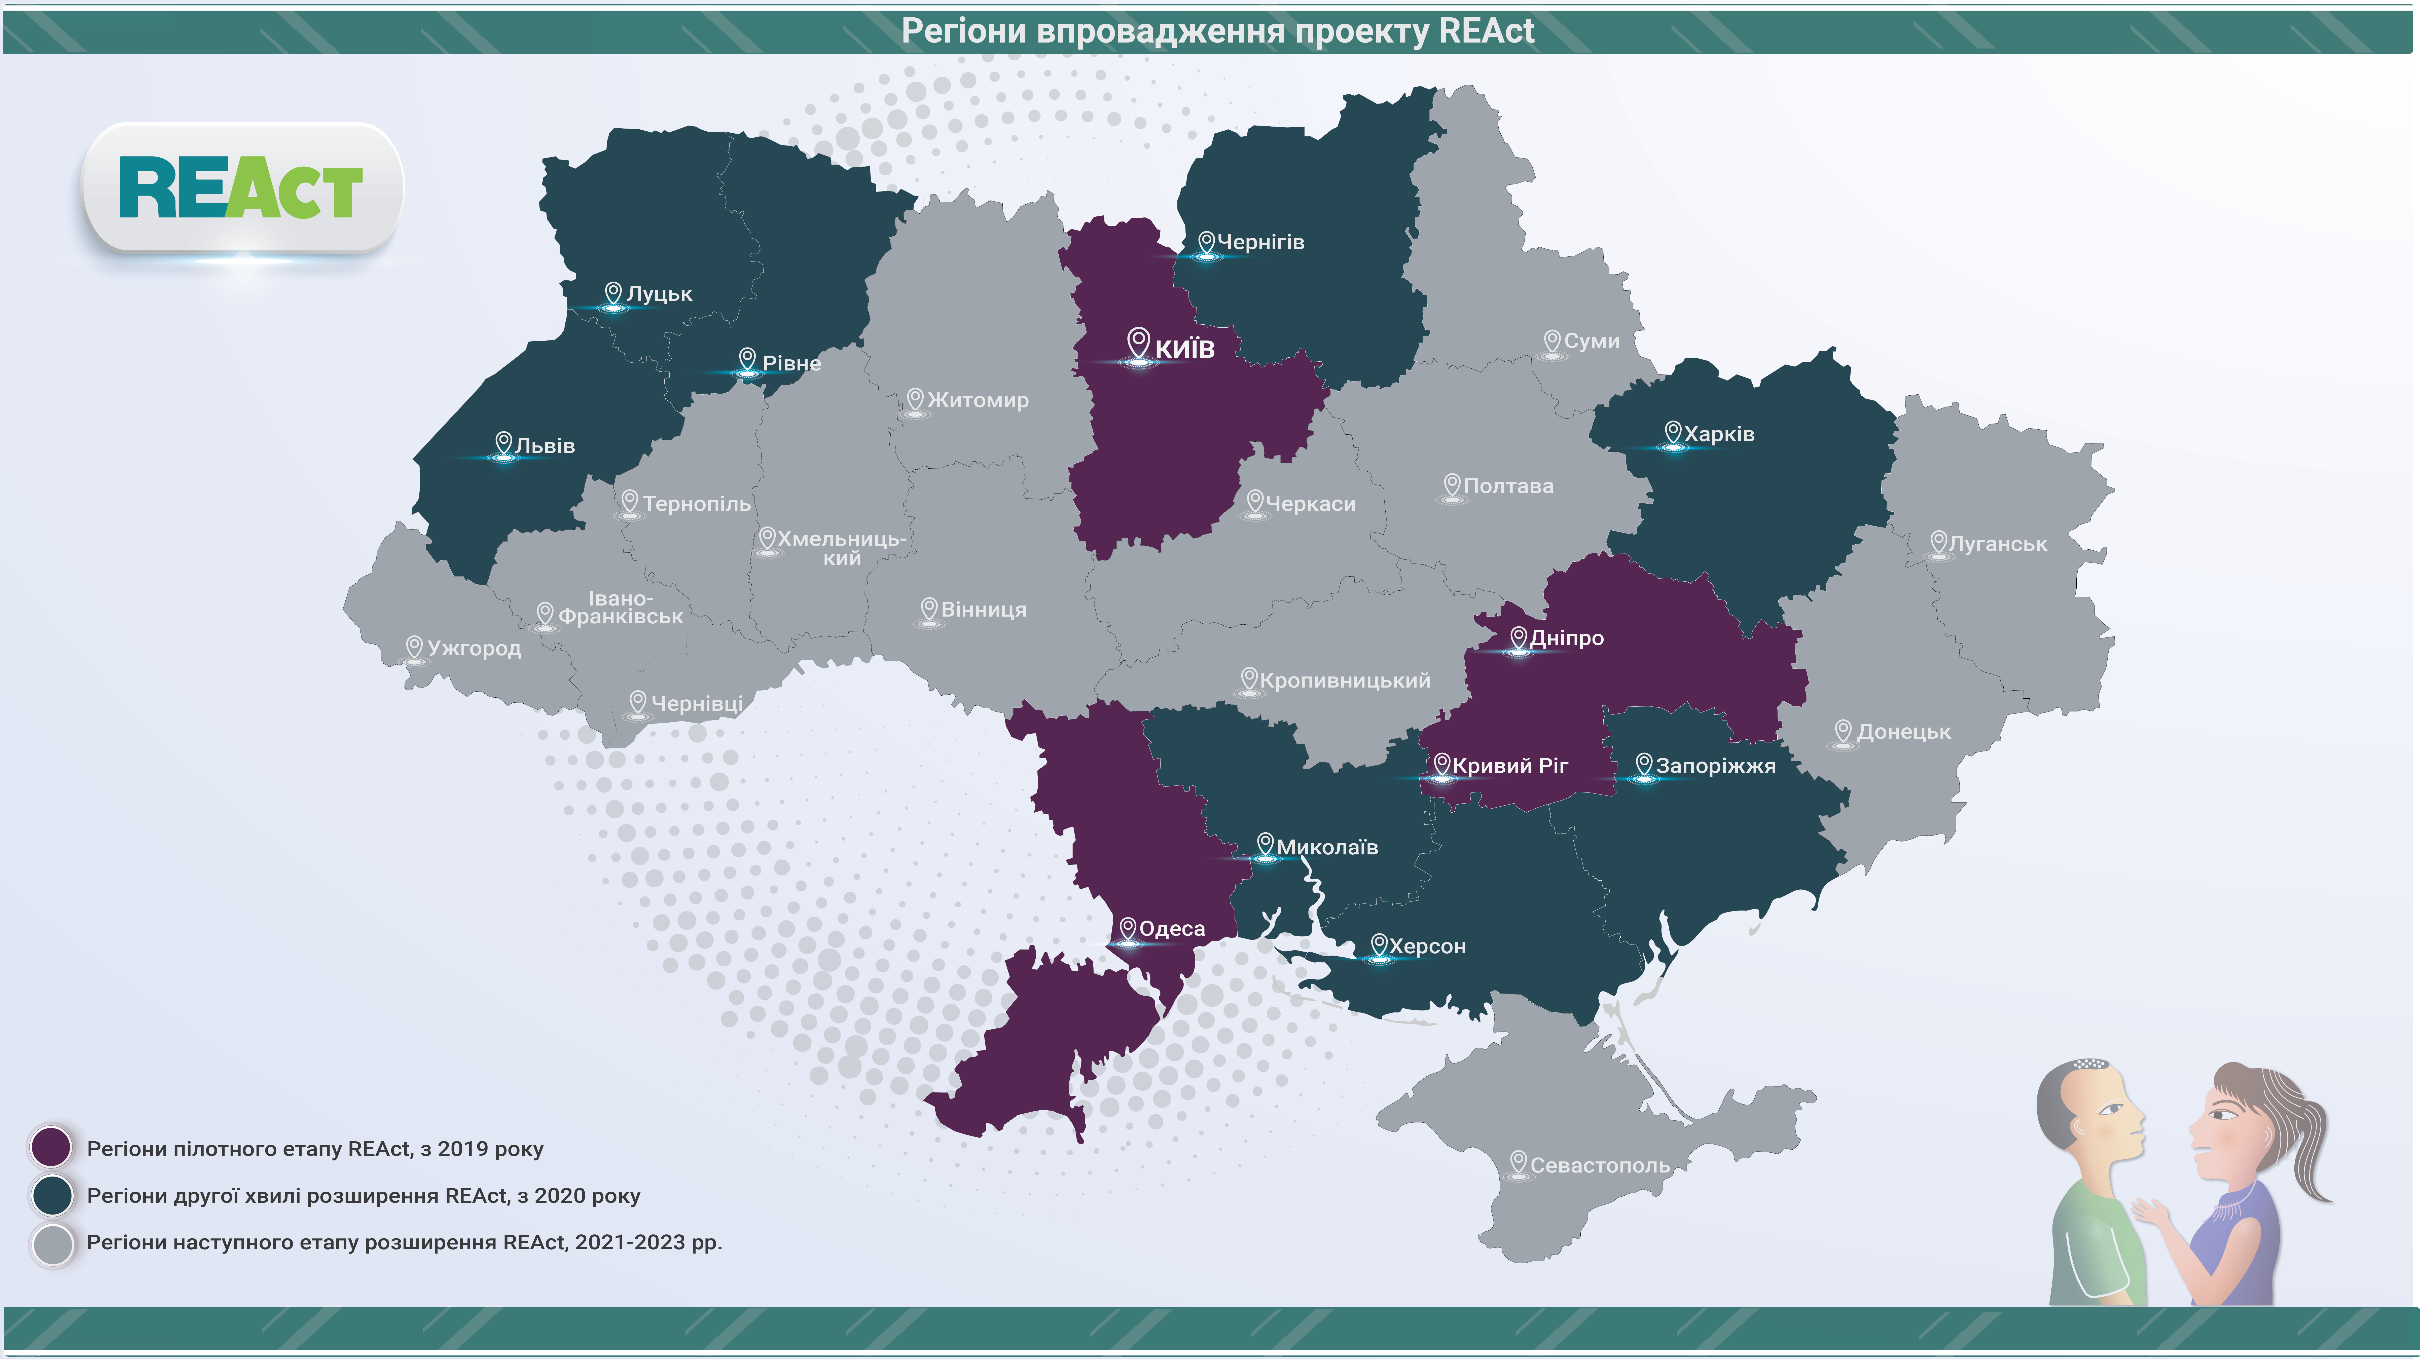 Регіони впровадження проекту REAct
REAct
Чернігів
Луцьк
Суми
КИЇВ
Рівне
Житомир
Харків
Львів
Полтава
Тернопіль
Черкаси
Хмельниць-
кий
Луганськ
Івано-
Франківськ
Вінниця
Дніпро
Ужгород
Кропивницький
Чернівці
Донецьк
Кривий Ріг
Запоріжжя
Миколаїв
Одеса
Херсон
Севастополь
Регіони пілотного етапу REAct, з 2019 року
Регіони другої хвилі розширення REAct, з 2020 року
Регіони наступного етапу розширення REAct, 2021-2023 рр.